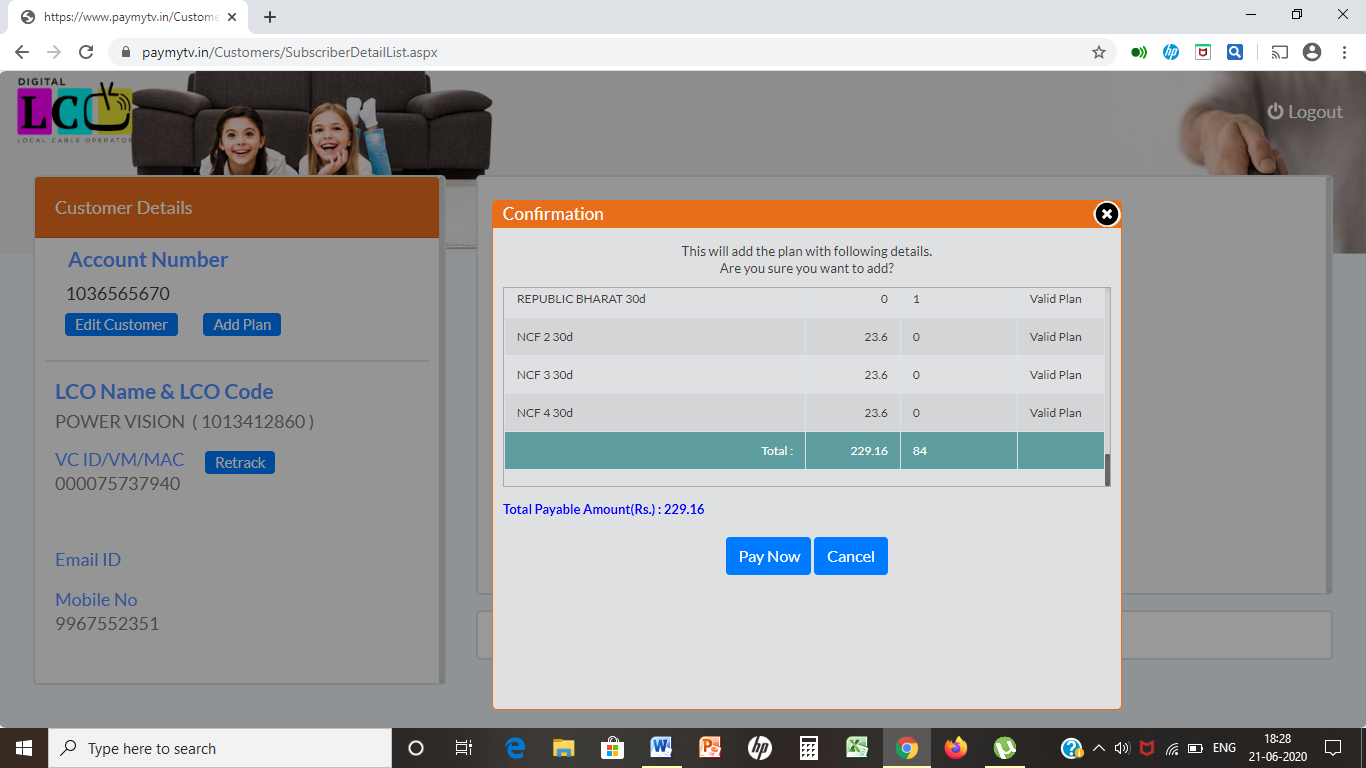 https://www.paymytv.in/Custome
paymytv.in/Customers/SubscriberDetailList.aspx
DIGITAL
LCO
LOCAL CABLE OPERATOR
Logout
Customer Details
Account Number
1036565670
Edit Customer
Add Plan
LCO Name & LCO Code
POWER VISION ( 1013412860 )
VC ID/VM/MAC
Retrack
000075737940
Email ID
Mobile No
9967552351
Confirmation
This will add the plan with following details.
Are you sure you want to add?
REPUBLIC BHARAT 30d 0 1 Valid Plan
NCF 2 30d 23.6 0 Valid Plan
NCF 3 30d 23.6 0 Valid Plan
NCF 4 30d 23.6 0 Valid Plan
Total : 229.16 84
Total Payable Amount(Rs.) : 229.16
Pay Now
Cancel
Type here to search
ENG
18:28
21-06-2020